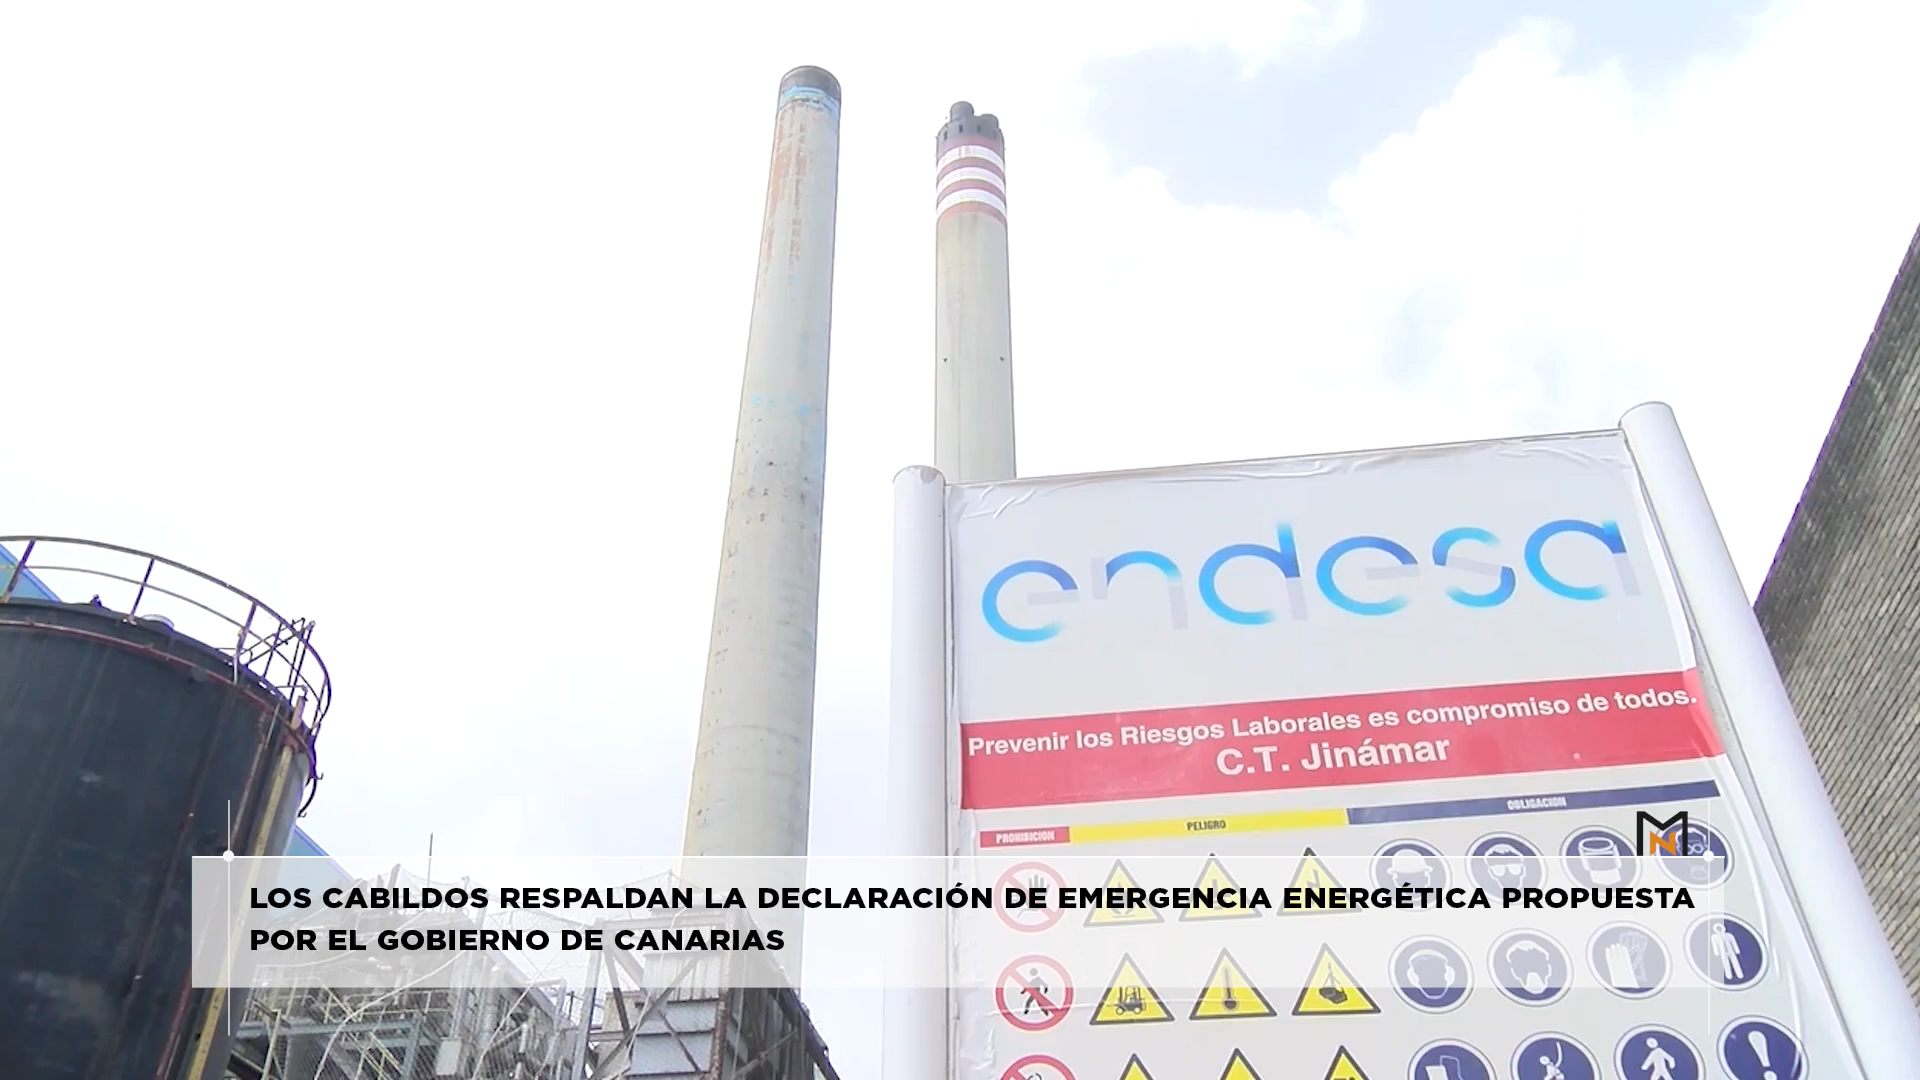 endesa
Prevenir los Riesgos Laborales es compromiso de todos.
C.T. Jinámar
PROHIBICION
PELIGRO
OBLIGACION
LOS CABILDOS RESPALDAN LA DECLARACIÓN DE EMERGENCIA ENERGÉTICA PROPUESTA
POR EL GOBIERNO DE CANARIAS